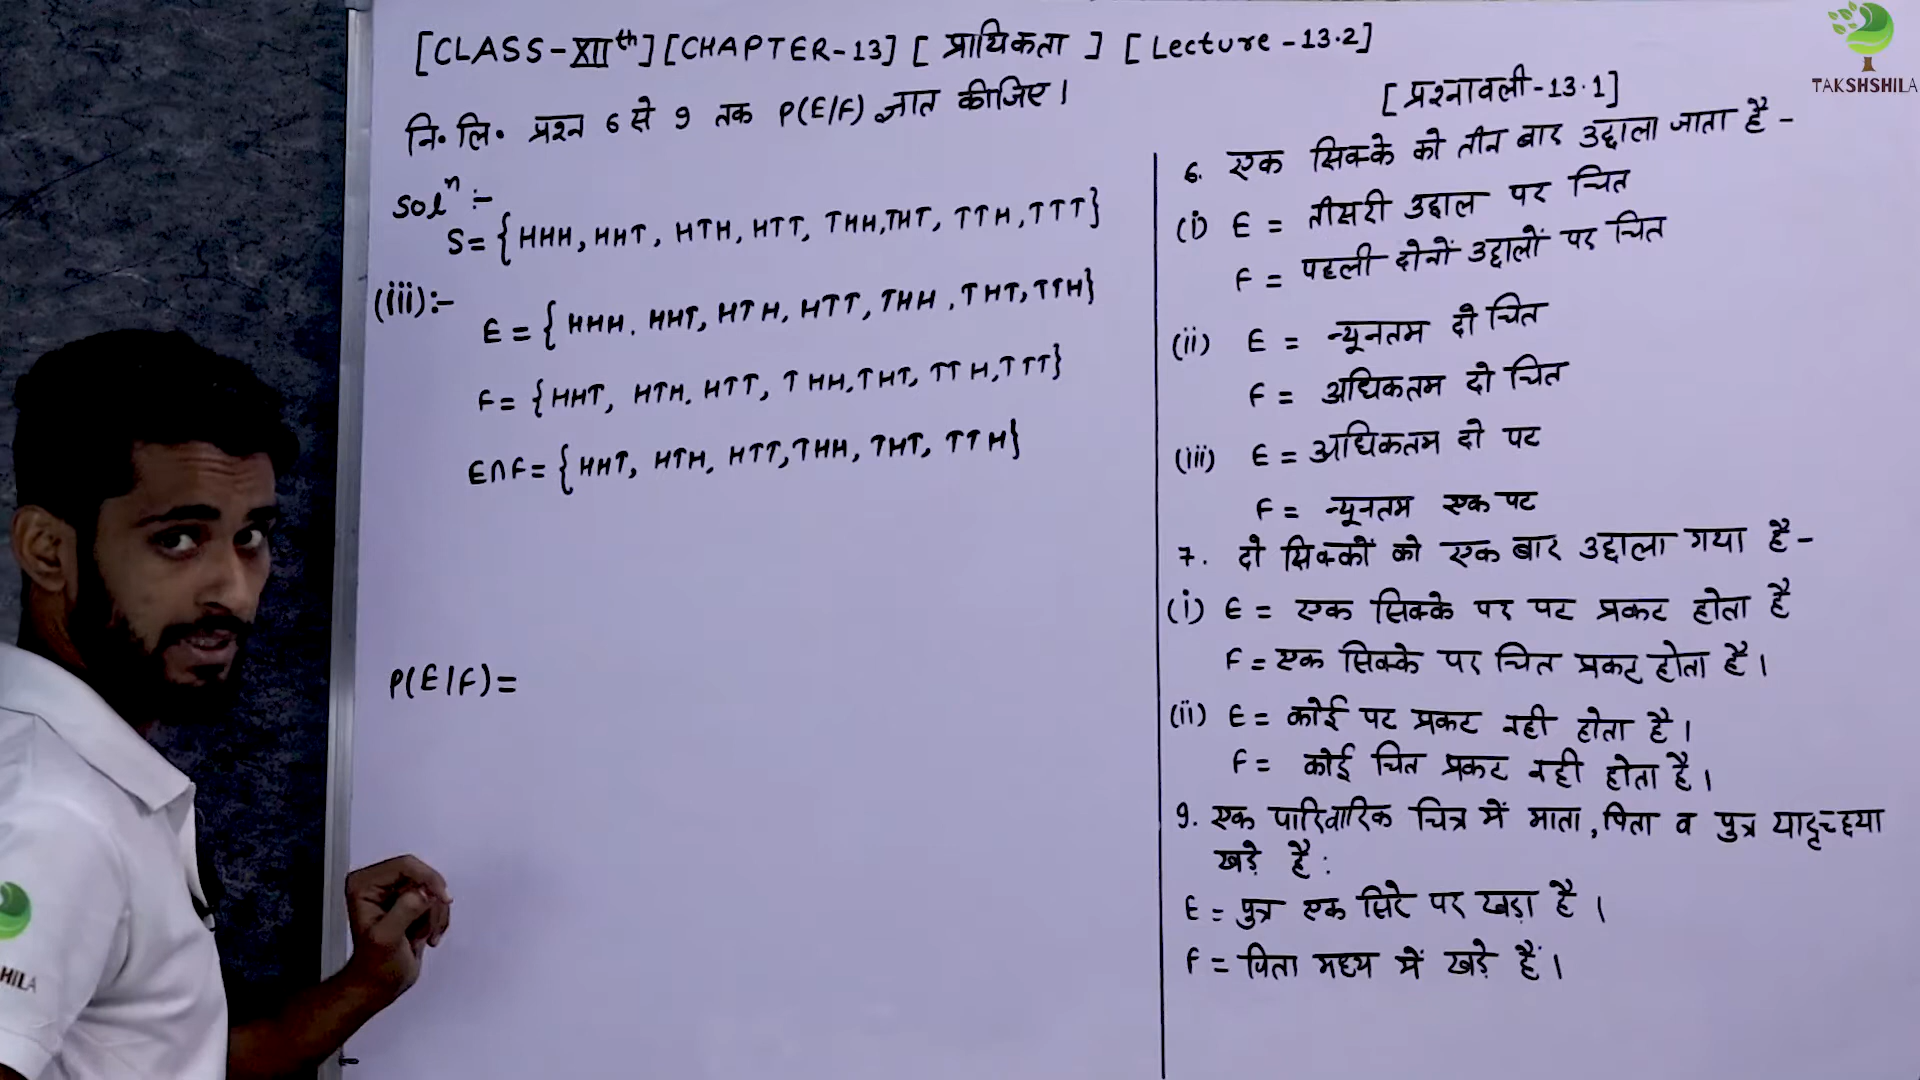 [CLASS-XIIth] [CHAPTER-13] [ प्रायिकता ] [ Lecture -13.2]
नि॰ लि॰ प्रश्न 6 से 9 तक P(E/F) ज्ञात कीजिए।
Solⁿ :-
S= {HHH, HHT, HTH, HTT, THH,THT, TTH,TTT}
(iii):-
E = { HHH. HHT, HTH, HTT, THH, THT, TTH}
F = {HHT, HTH. HTT, THH,THT, TTH,TTT}
E∩F= {HHT, HTH, HTT,THH, THT, TTH}
P(E|F)=
[प्रश्नावली-13.1]
6. एक सिक्के को तीन बार उछाला जाता है -
(i) E = तीसरी उछाल पर चित
F = पहली दोनों उछालों पर चित
(ii) E = न्यूनतम दो चित
F = अधिकतम दो चित
(iii) E = अधिकतम दो पट
F = न्यूनतम एक पट
7. दो सिक्कों को एक बार उछाला गया है -
(i) E = एक सिक्के पर पट प्रकट होता है
F = एक सिक्के पर चित प्रकट होता है।
(ii) E = कोई पट प्रकट नही होता है।
F = कोई चित प्रकट नही होता है।
9. एक पारिवारिक चित्र में माता, पिता व पुत्र यादृच्छया
खड़े है :
E = पुत्र एक सिरे पर खड़ा है।
F = पिता मध्य में खड़े हैं।
TAKSHSHILA
HILA